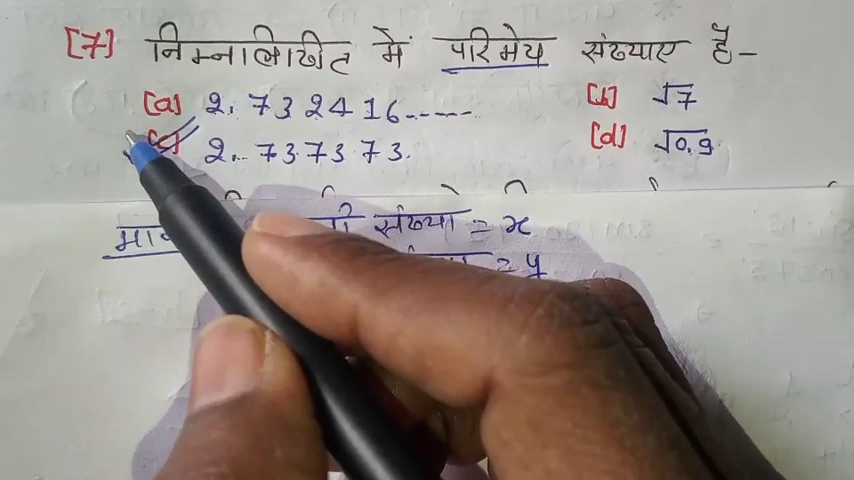 [7] निम्नलिखीत में परिमेय संख्याए है-
[a] 2. 732416----- [b] √7
[c] 2. 737373. [d] √0.9
संख्या = x
= y